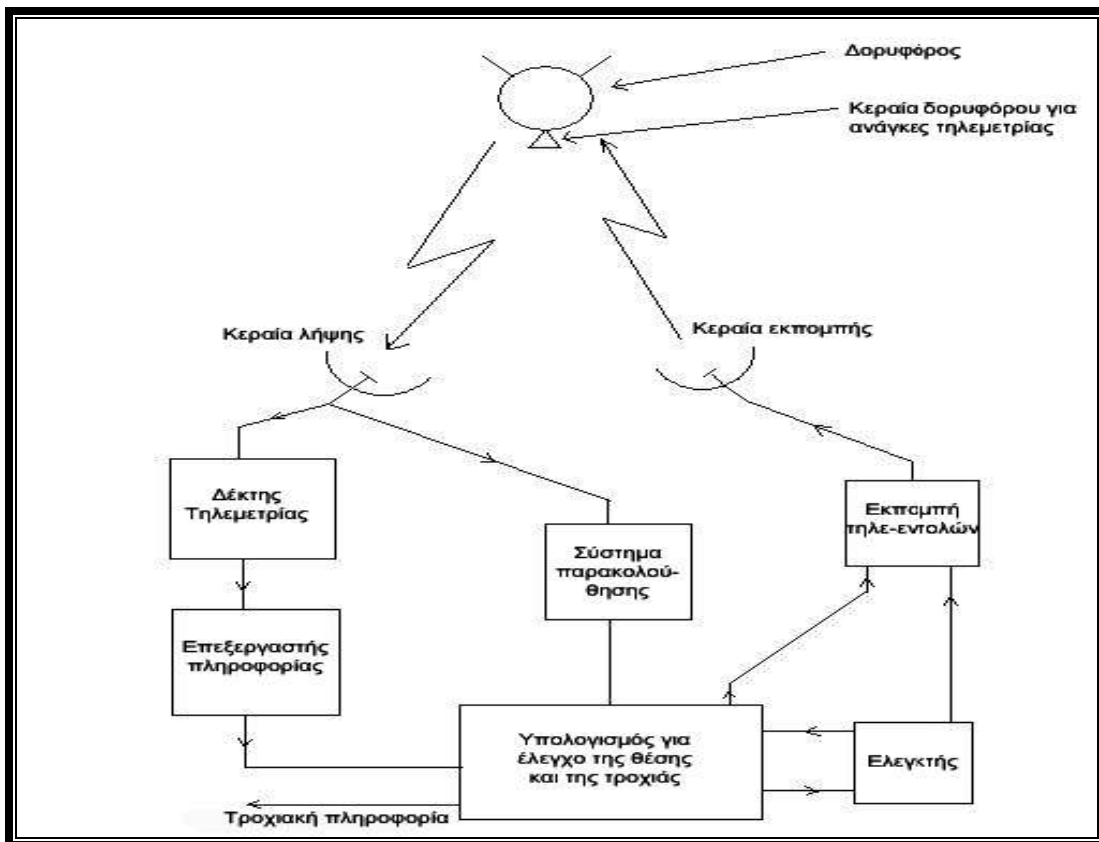 Δορυφόρος
Κεραία δορυφόρου για
ανάγκες τηλεμετρίας
Κεραία λήψης
Κεραία εκπομπής
Δέκτης
Τηλεμετρίας
Σύστημα
παρακολού-
θησης
Εκπομπή
τηλε-εντολών
Επεξεργαστής
πληροφορίας
Υπολογισμός για
έλεγχο της θέσης
και της τροχιάς
Ελεγκτής
Τροχιακή πληροφορία